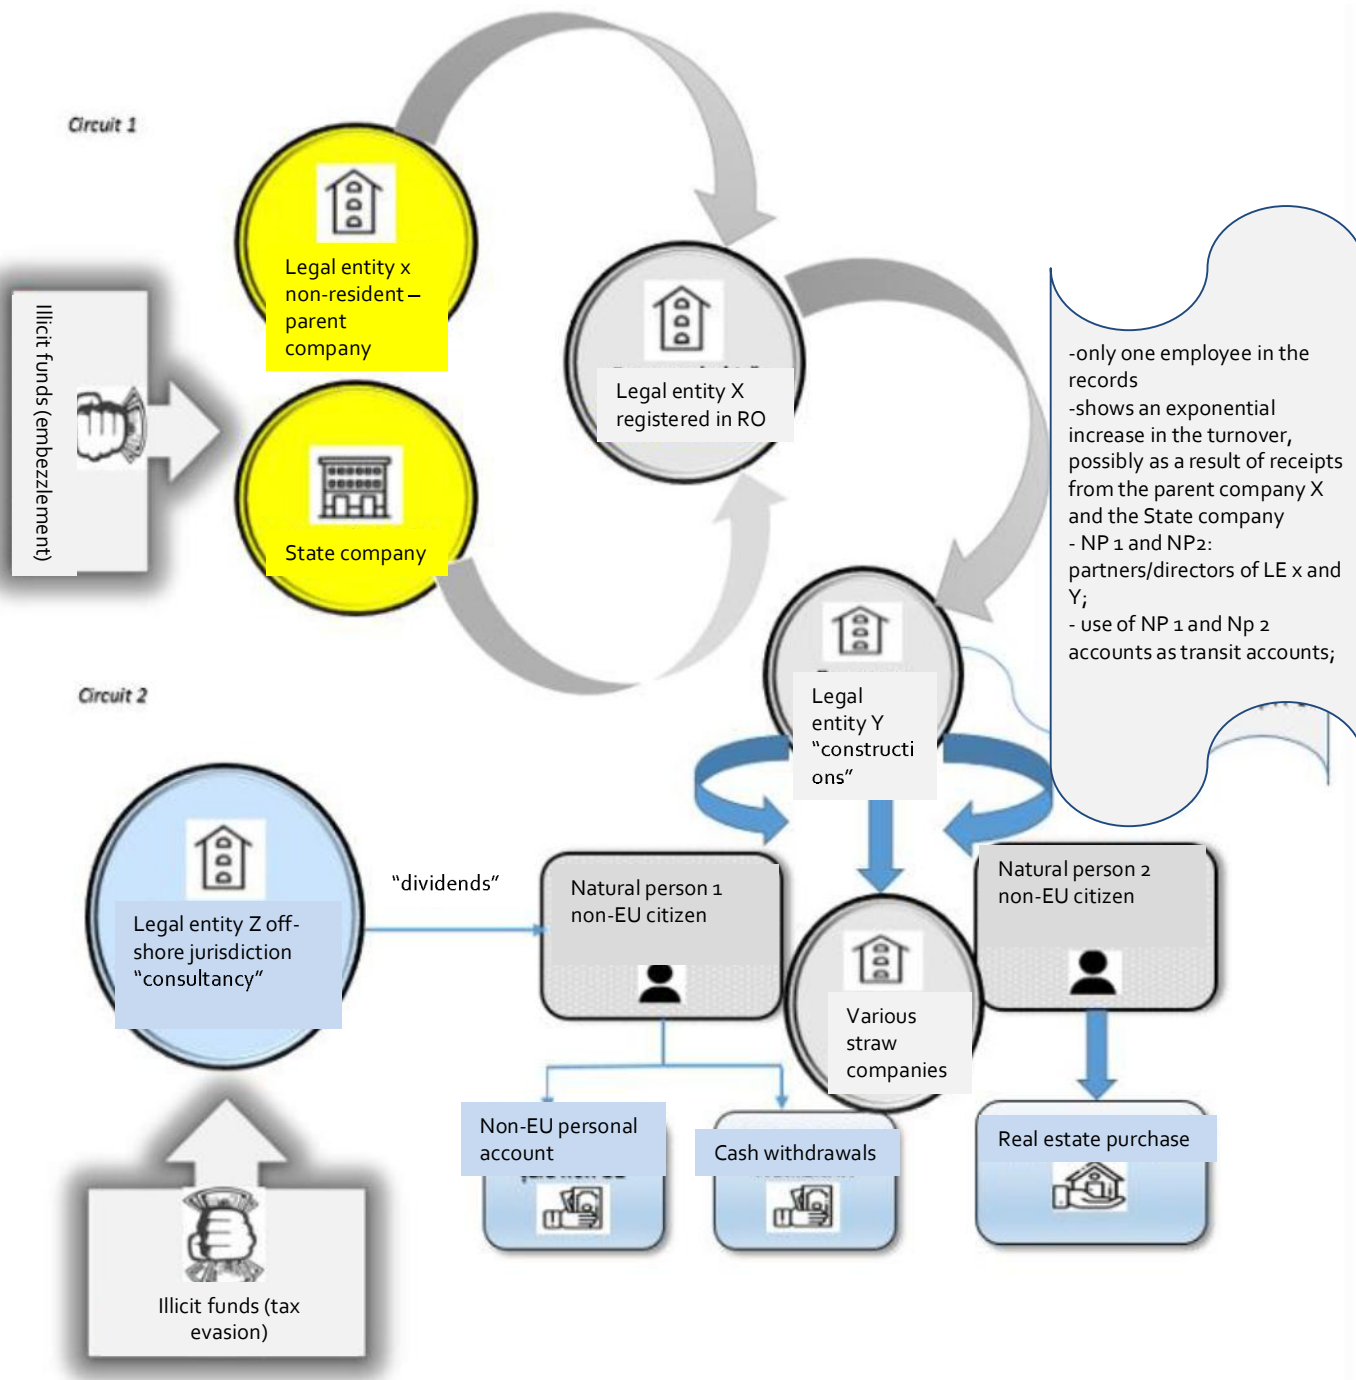 Circuit 1
Illicit funds (embezzlement)
Legal entity x
non-resident –
parent
company
State company
Legal entity X
registered in RO
-only one employee in the
records
-shows an exponential
increase in the turnover,
possibly as a result of receipts
from the parent company X
and the State company
- NP 1 and NP2:
partners/directors of LE x and
Y;
- use of NP 1 and Np 2
accounts as transit accounts;
Legal
entity Y
“constructi
ons”
Circuit 2
Legal entity Z off-
shore jurisdiction
“consultancy”
“dividends”
Natural person 1
non-EU citizen
Natural person 2
non-EU citizen
Various
straw
companies
Non-EU personal
account
Cash withdrawals
Real estate purchase
Illicit funds (tax
evasion)